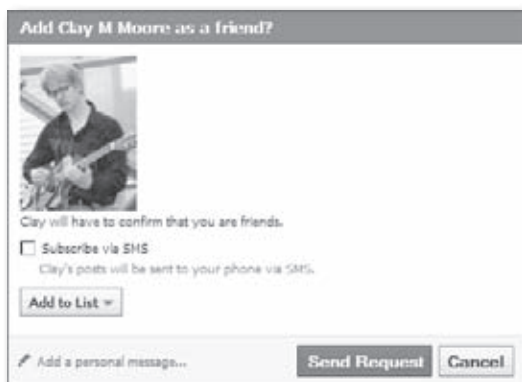 Add Clay M Moore as a friend?
Clay will have to confirm that you are friends.
Subscribe via SMS
Clay's posts will be sent to your phone via SMS.
Add to List
Add a personal message...
Send Request
Cancel